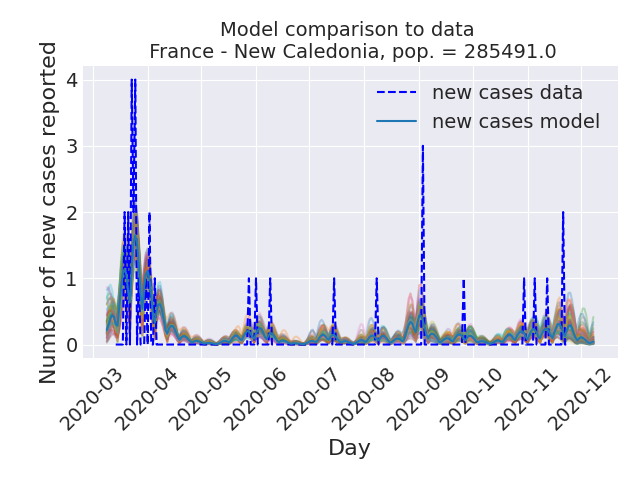 Model comparison to data
France - New Caledonia, pop. = 285491.0
new cases data
new cases model
Number of new cases reported
4
3
2
1
0
2020-03
2020-04
2020-05
2020-06
2020-07
2020-08
2020-09
2020-10
2020-11
2020-12
Day